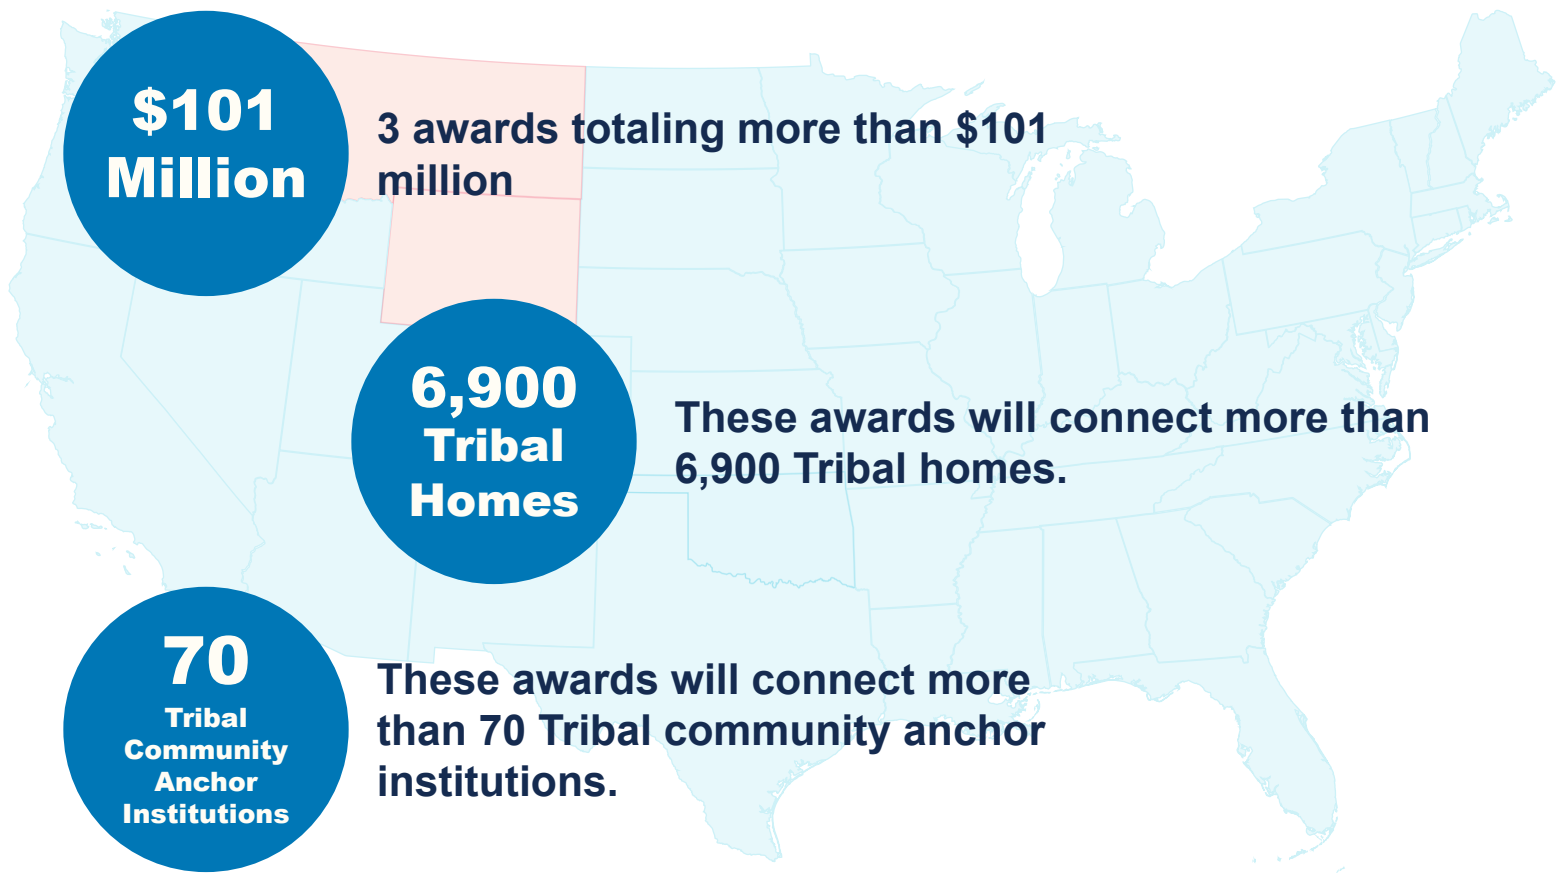 $101
Million
3 awards totaling more than $101
million
6,900
Tribal
Homes
These awards will connect more than
6,900 Tribal homes.
70
Tribal
Community
Anchor
Institutions
These awards will connect more
than 70 Tribal community anchor
institutions.